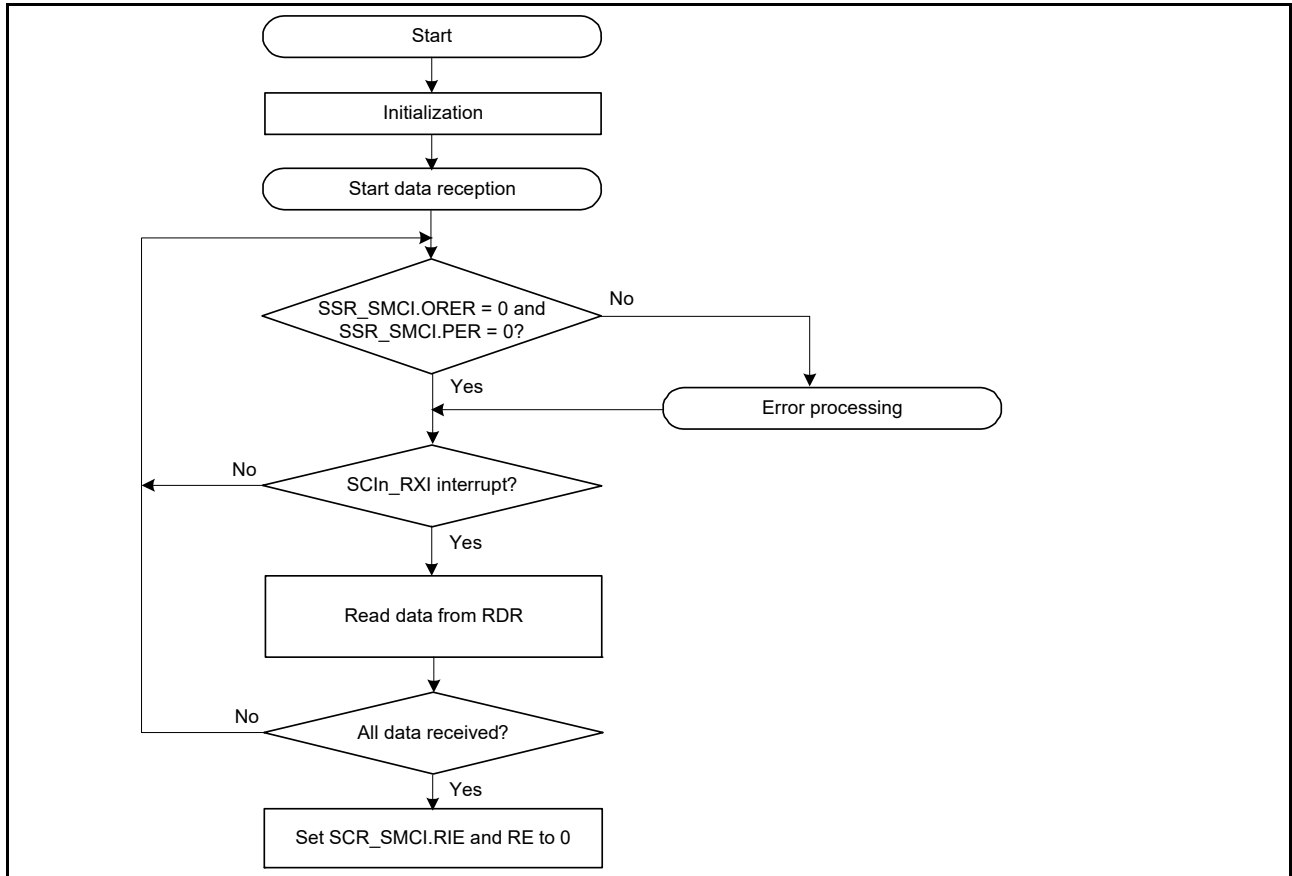 Start
Initialization
Start data reception
SSR_SMCI.ORER = 0 and
SSR_SMCI.PER = 0?
No
Yes
Error processing
No
SCIn_RXI interrupt?
Yes
Read data from RDR
No
All data received?
Yes
Set SCR_SMCI.RIE and RE to 0